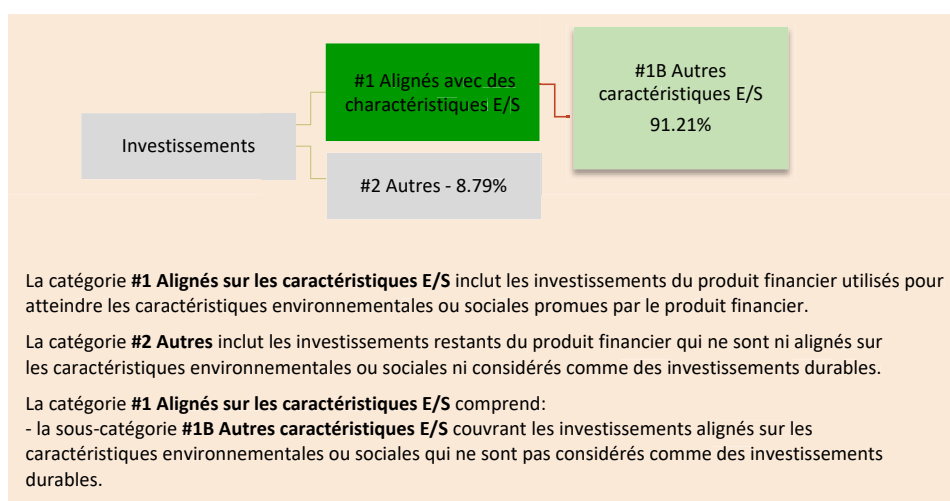 #1 Alignés avec des
charactéristiques E/S
#1B Autres
caractéristiques E/S
91.21%
Investissements
#2 Autres - 8.79%
La catégorie #1 Alignés sur les caractéristiques E/S inclut les investissements du produit financier utilisés pour
atteindre les caractéristiques environnementales ou sociales promues par le produit financier.
La catégorie #2 Autres inclut les investissements restants du produit financier qui ne sont ni alignés sur
les caractéristiques environnementales ou sociales ni considérés comme des investissements durables.
La catégorie #1 Alignés sur les caractéristiques E/S comprend:
- la sous-catégorie #1B Autres caractéristiques E/S couvrant les investissements alignés sur les
caractéristiques environnementales ou sociales qui ne sont pas considérés comme des investissements
durables.